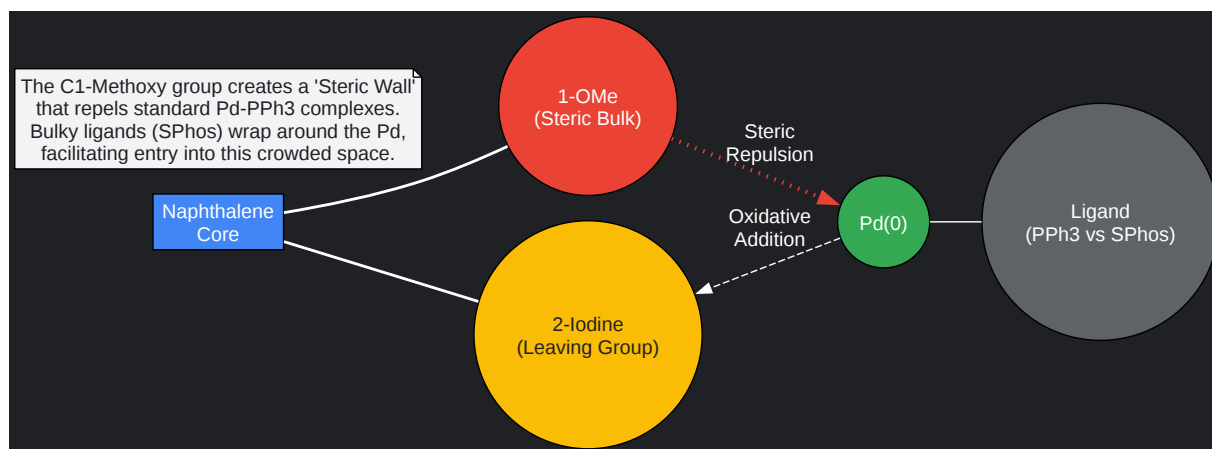 The C1-Methoxy group creates a 'Steric Wall'
that repels standard Pd-PPh3 complexes.
Bulky ligands (SPhos) wrap around the Pd,
facilitating entry into this crowded space.
Naphthalene
Core
1-OMe
(Steric Bulk)
2-Iodine
(Leaving Group)
Steric
Repulsion
Oxidative
Addition
Pd(0)
Ligand
(PPh3 vs SPhos)